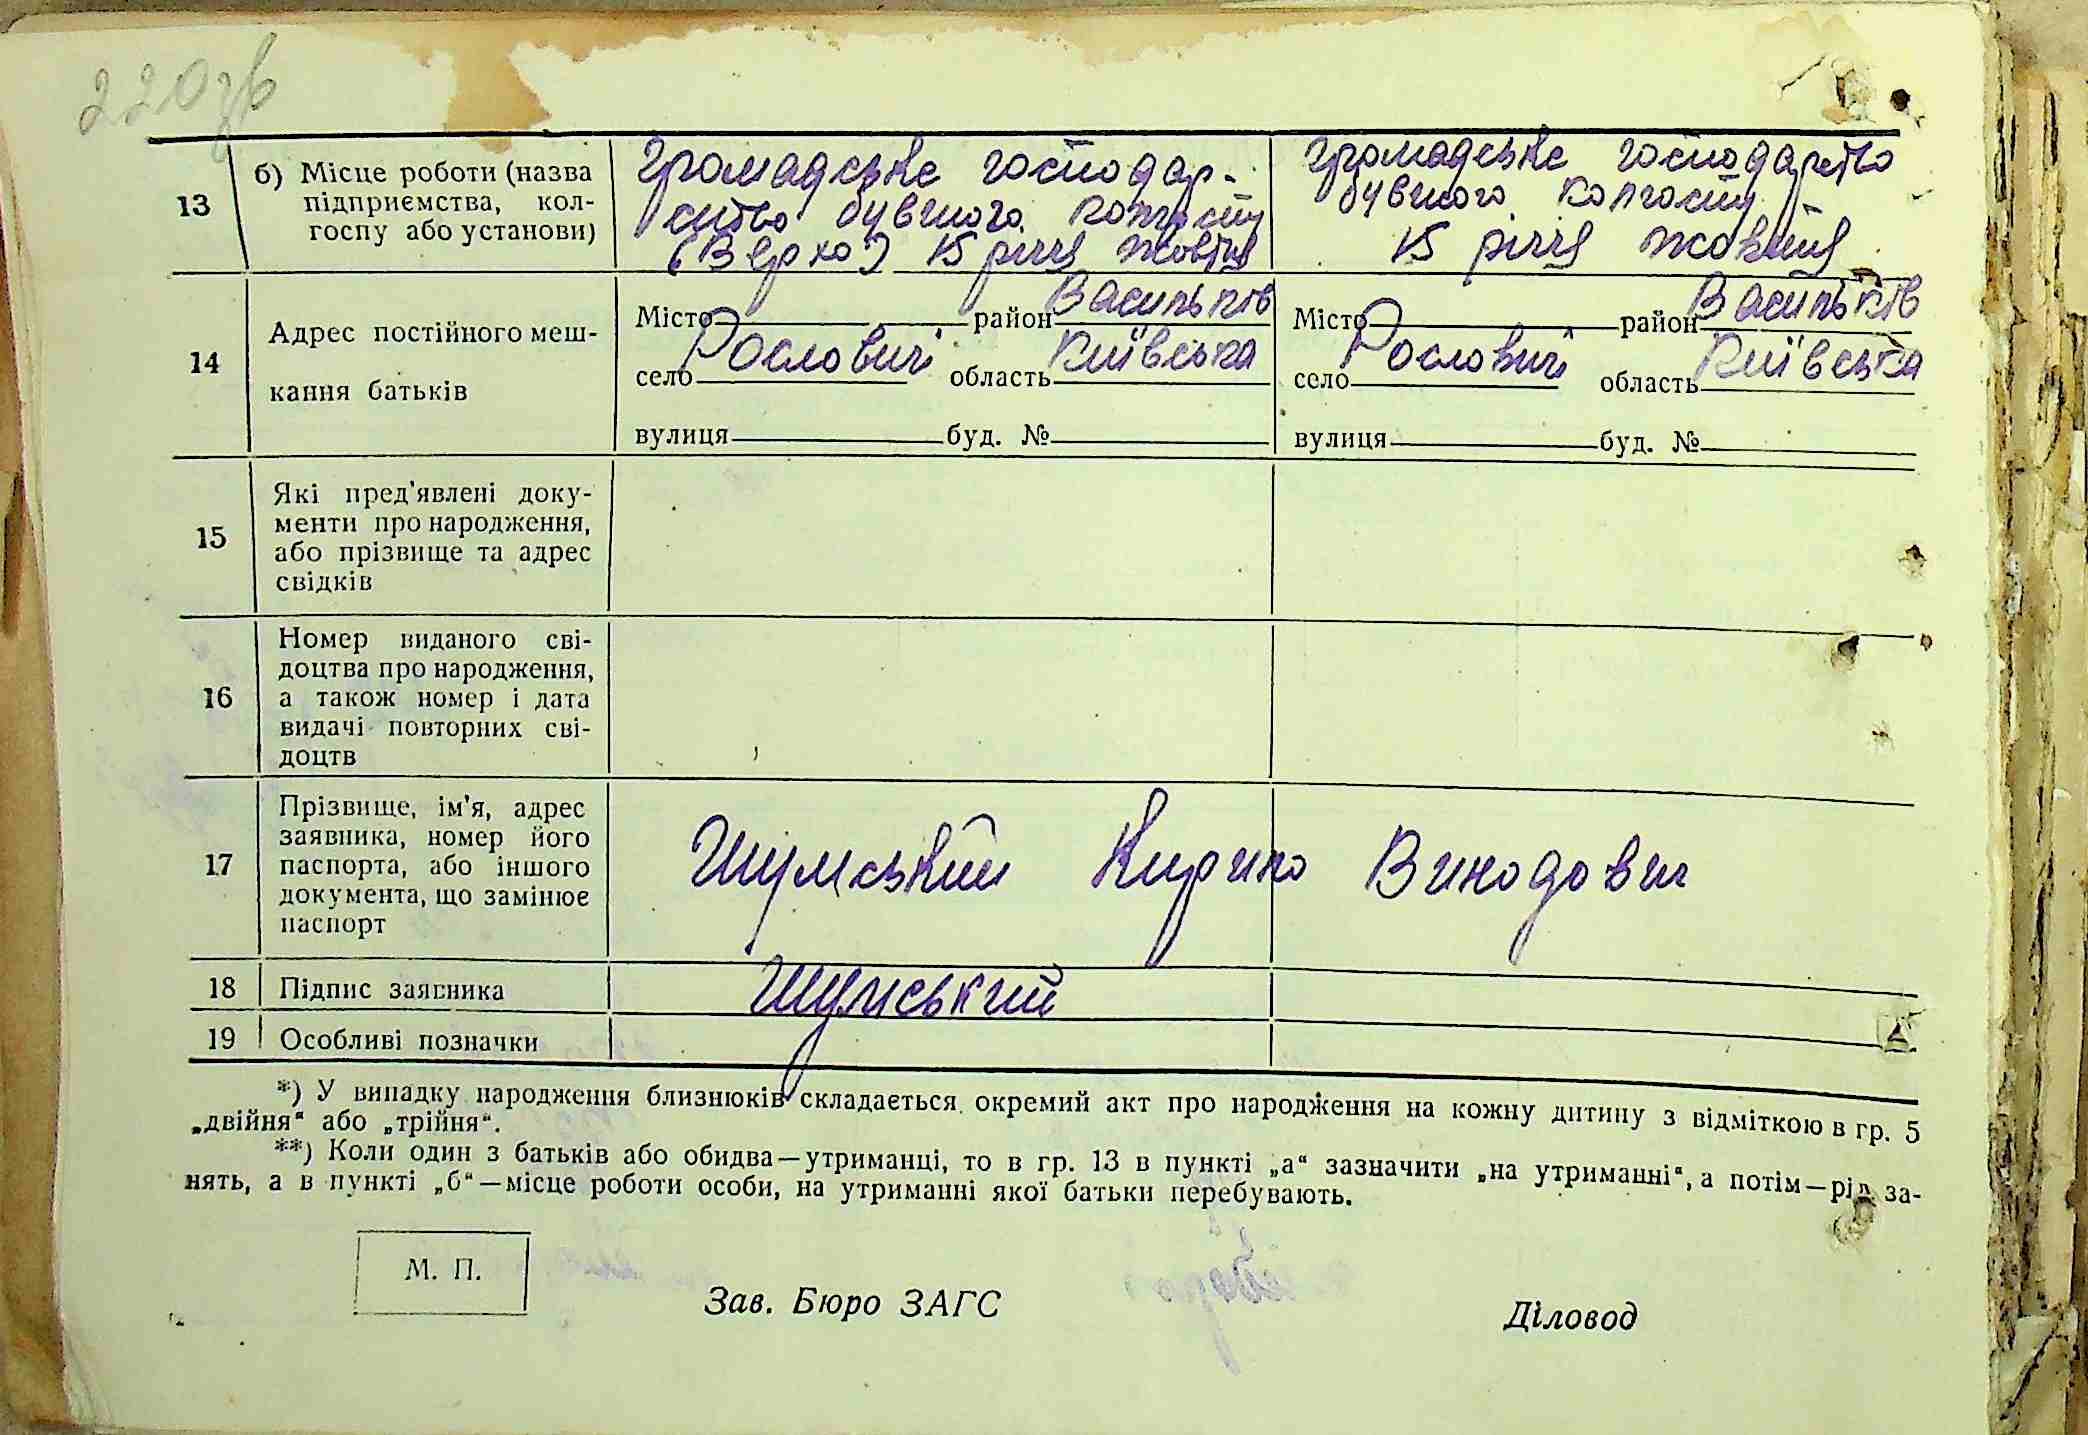 220зв
13 б) Місце роботи (назва підприємства, кол-госпу або установи)
громадське господар-
ство бувшого колгоспу
(Верхо) 15 річчя Жовтня
громадське господарство
бувшого колгоспу
15 річчя Жовтня
14 Адрес постійного меш-
кання батьків
Місто район Васильків
село Рославичі область Київська
вулиця буд. №
Місто район Васильків
село Рославичі область Київська
вулиця буд. №
15 Які пред'явлені доку-
менти про народження,
або прізвище та адрес
свідків
16 Номер виданого сві-
доцтва про народження,
а також номер і дата
видачі повторних сві-
доцтв
17 Прізвище, ім'я, адрес
заявника, номер його
паспорта, або іншого
документа, що замінює
паспорт
Шумський Кирило
18 Підпис заявника Шумський
19 Особливі позначки
*) У випадку народження близнюків складається окремий акт про народження на кожну дитину з відміткою в гр. 5
„двійня“ або „трійня“.
**) Коли один з батьків або обидва—утриманці, то в гр. 13 в пункті „а“ зазначити „на утриманні“, а потім—рід за-
нять, а в пункті „б“—місце роботи особи, на утриманні якої батьки перебувають.
М. П.
Зав. Бюро ЗАГС
Діловод